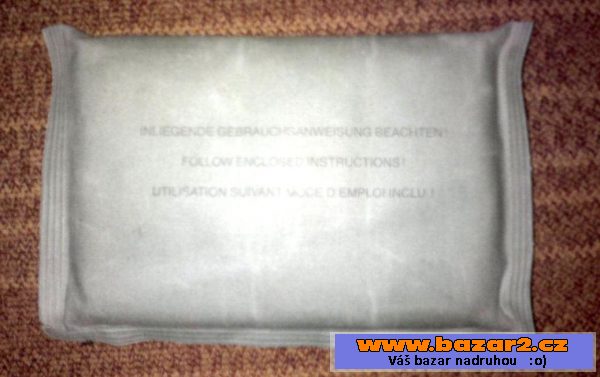 INLIEGENDE GEBRAUCHSANWEISUNG BEACHTEN!
FOLLOW ENCLOSED INSTRUCTIONS!
UTILISATION SUIVANT MODE D'EMPLOI INCLU!
www.bazar2.cz
Váš bazar nadruhou :o)